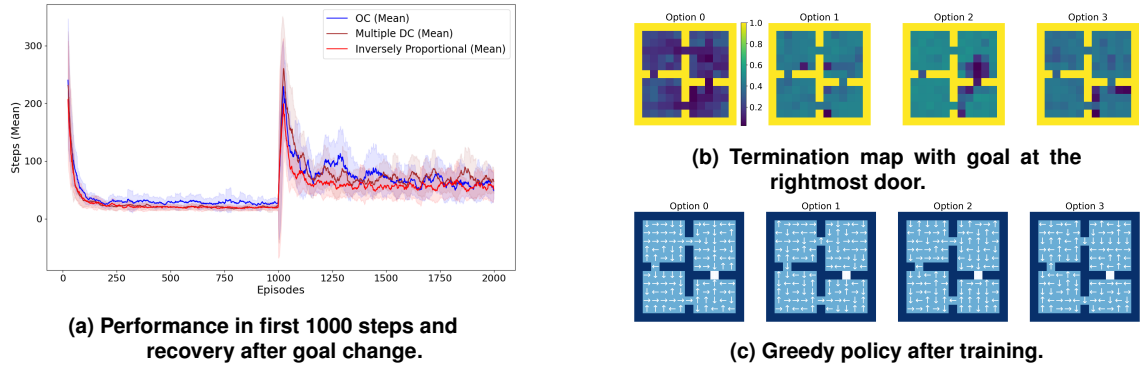 OC (Mean)
Multiple DC (Mean)
Inversely Proportional (Mean)
Steps (Mean)
300
200
100
0
0
250
500
750
1000
1250
1500
1750
2000
Episodes
(a) Performance in first 1000 steps and
recovery after goal change.
Option 0
Option 1
Option 2
Option 3
1.0
0.8
0.6
0.4
0.2
(b) Termination map with goal at the
rightmost door.
Option 0
Option 1
Option 2
Option 3
(c) Greedy policy after training.